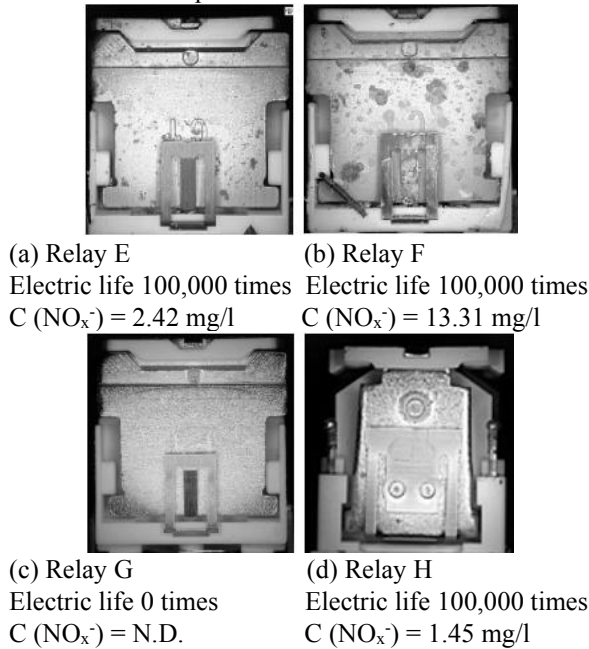 (a) Relay E
Electric life 100,000 times
C (NOx-) = 2.42 mg/l
(b) Relay F
Electric life 100,000 times
C (NOx-) = 13.31 mg/l
(c) Relay G
Electric life 0 times
C (NOx-) = N.D.
(d) Relay H
Electric life 100,000 times
C (NOx-) = 1.45 mg/l